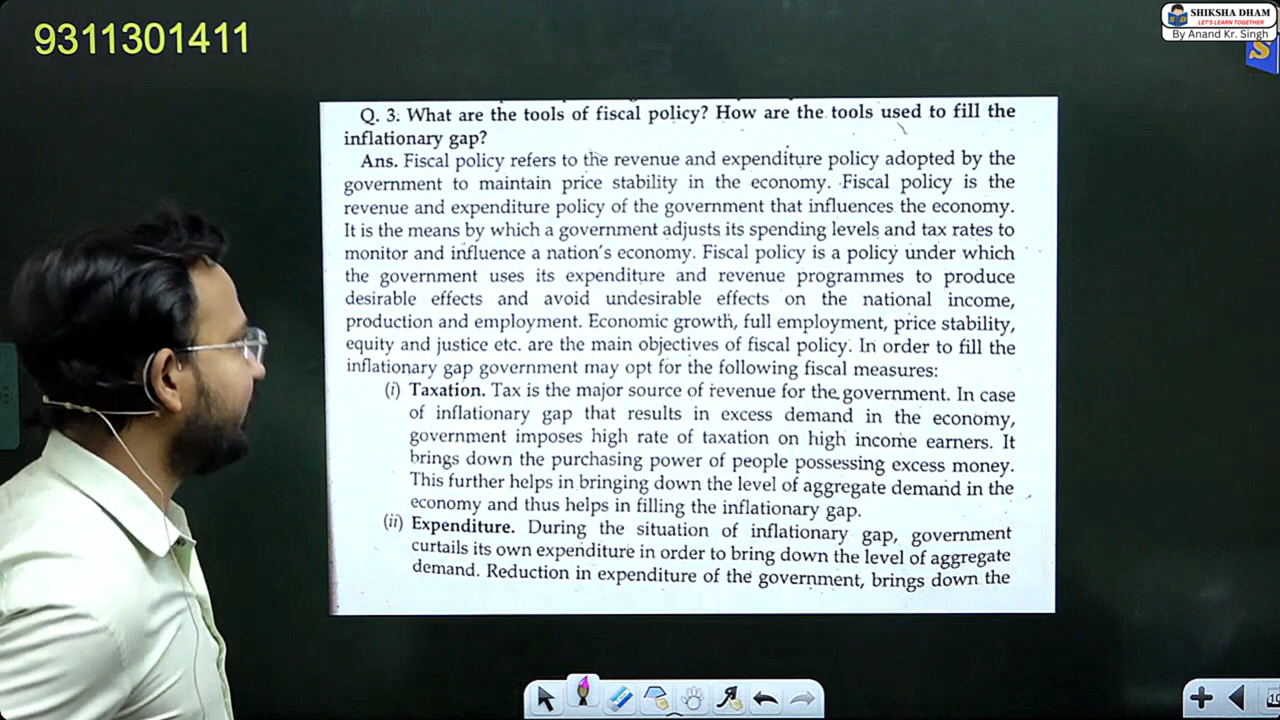 9311301411
SHIKSHA DHAM
LET'S LEARN TOGETHER
By Anand Kr. Singh
Q. 3. What are the tools of fiscal policy? How are the tools used to fill the
inflationary gap?
Ans. Fiscal policy refers to the revenue and expenditure policy adopted by the
government to maintain price stability in the economy. Fiscal policy is the
revenue and expenditure policy of the government that influences the economy.
It is the means by which a government adjusts its spending levels and tax rates to
monitor and influence a nation's economy. Fiscal policy is a policy under which
the government uses its expenditure and revenue programmes to produce
desirable effects and avoid undesirable effects on the national income,
production and employment. Economic growth, full employment, price stability,
equity and justice etc. are the main objectives of fiscal policy. In order to fill the
inflationary gap government may opt for the following fiscal measures:
(i) Taxation. Tax is the major source of revenue for the government. In case
of inflationary gap that results in excess demand in the economy,
government imposes high rate of taxation on high income earners. It
brings down the purchasing power of people possessing excess money.
This further helps in bringing down the level of aggregate demand in the
economy and thus helps in filling the inflationary gap.
(ii) Expenditure. During the situation of inflationary gap, government
curtails its own expenditure in order to bring down the level of aggregate
demand. Reduction in expenditure of the government, brings down the